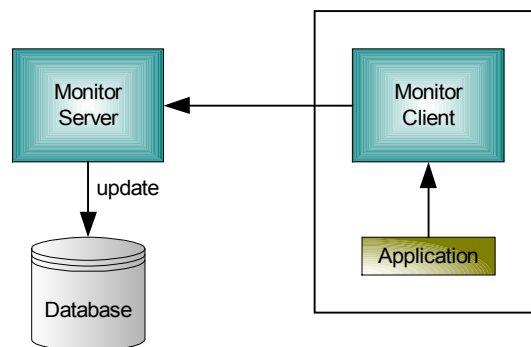 Monitor
Server
Monitor
Client
update
Application
Database